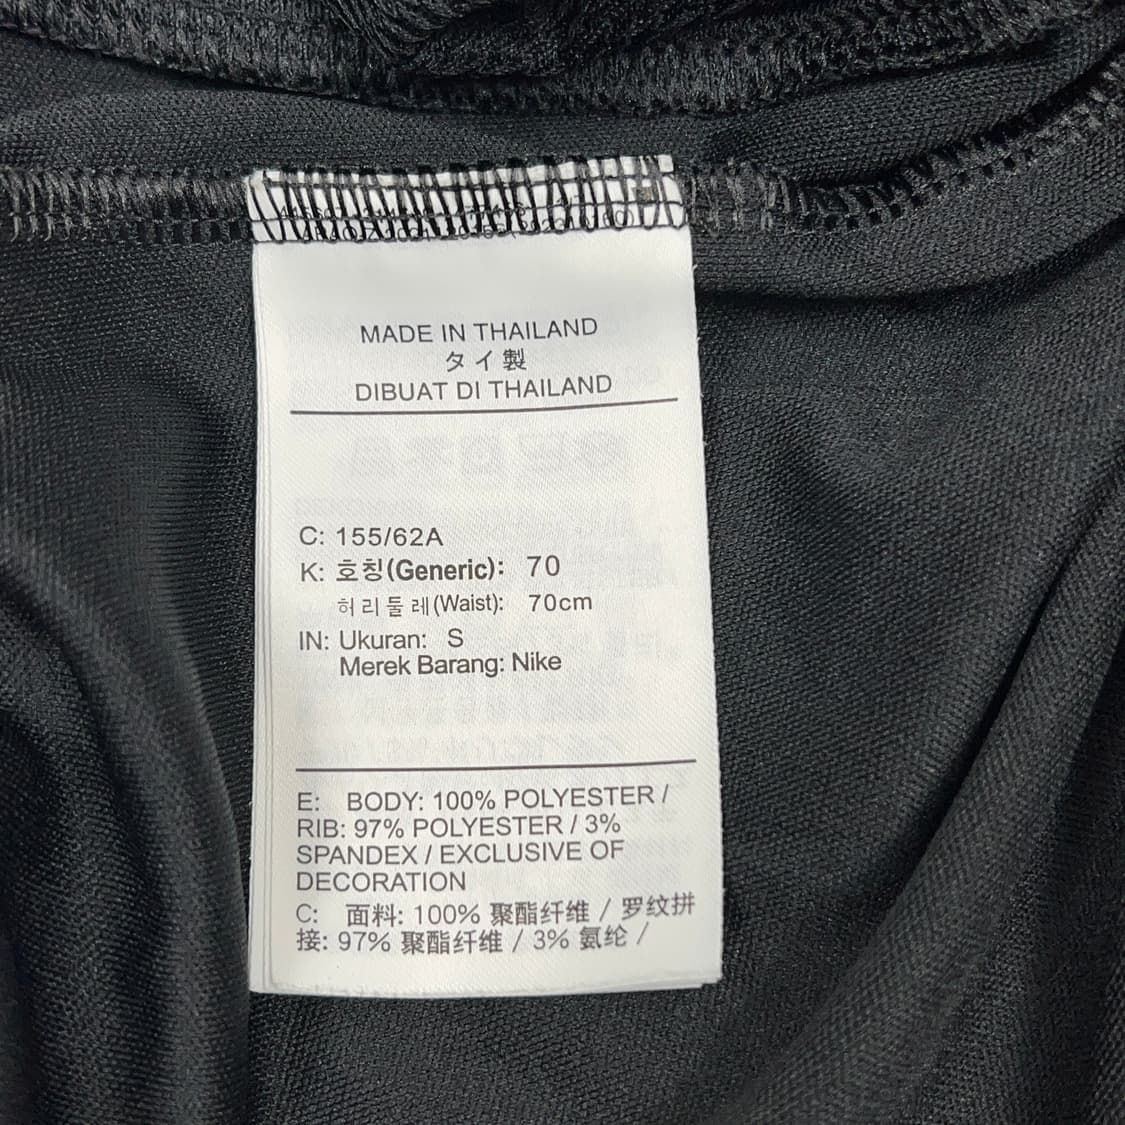 MADE IN THAILAND
タイ製
DIBUAT DI THAILAND
C: 155/62A
K: 호칭(Generic): 70
허리둘레(Waist): 70cm
IN: Ukuran: S
Merek Barang: Nike
E: BODY: 100% POLYESTER /
RIB: 97% POLYESTER / 3%
SPANDEX / EXCLUSIVE OF
DECORATION
C: 面料: 100% 聚酯纤维 / 罗纹拼
接: 97% 聚酯纤维 / 3% 氨纶 /